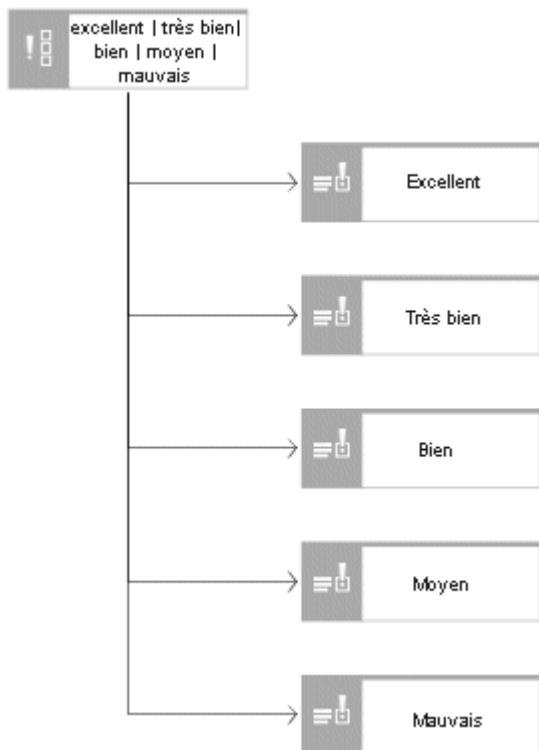 excellent | très bien|
bien | moyen |
mauvais
Excellent
Très bien
Bien
Moyen
Mauvais